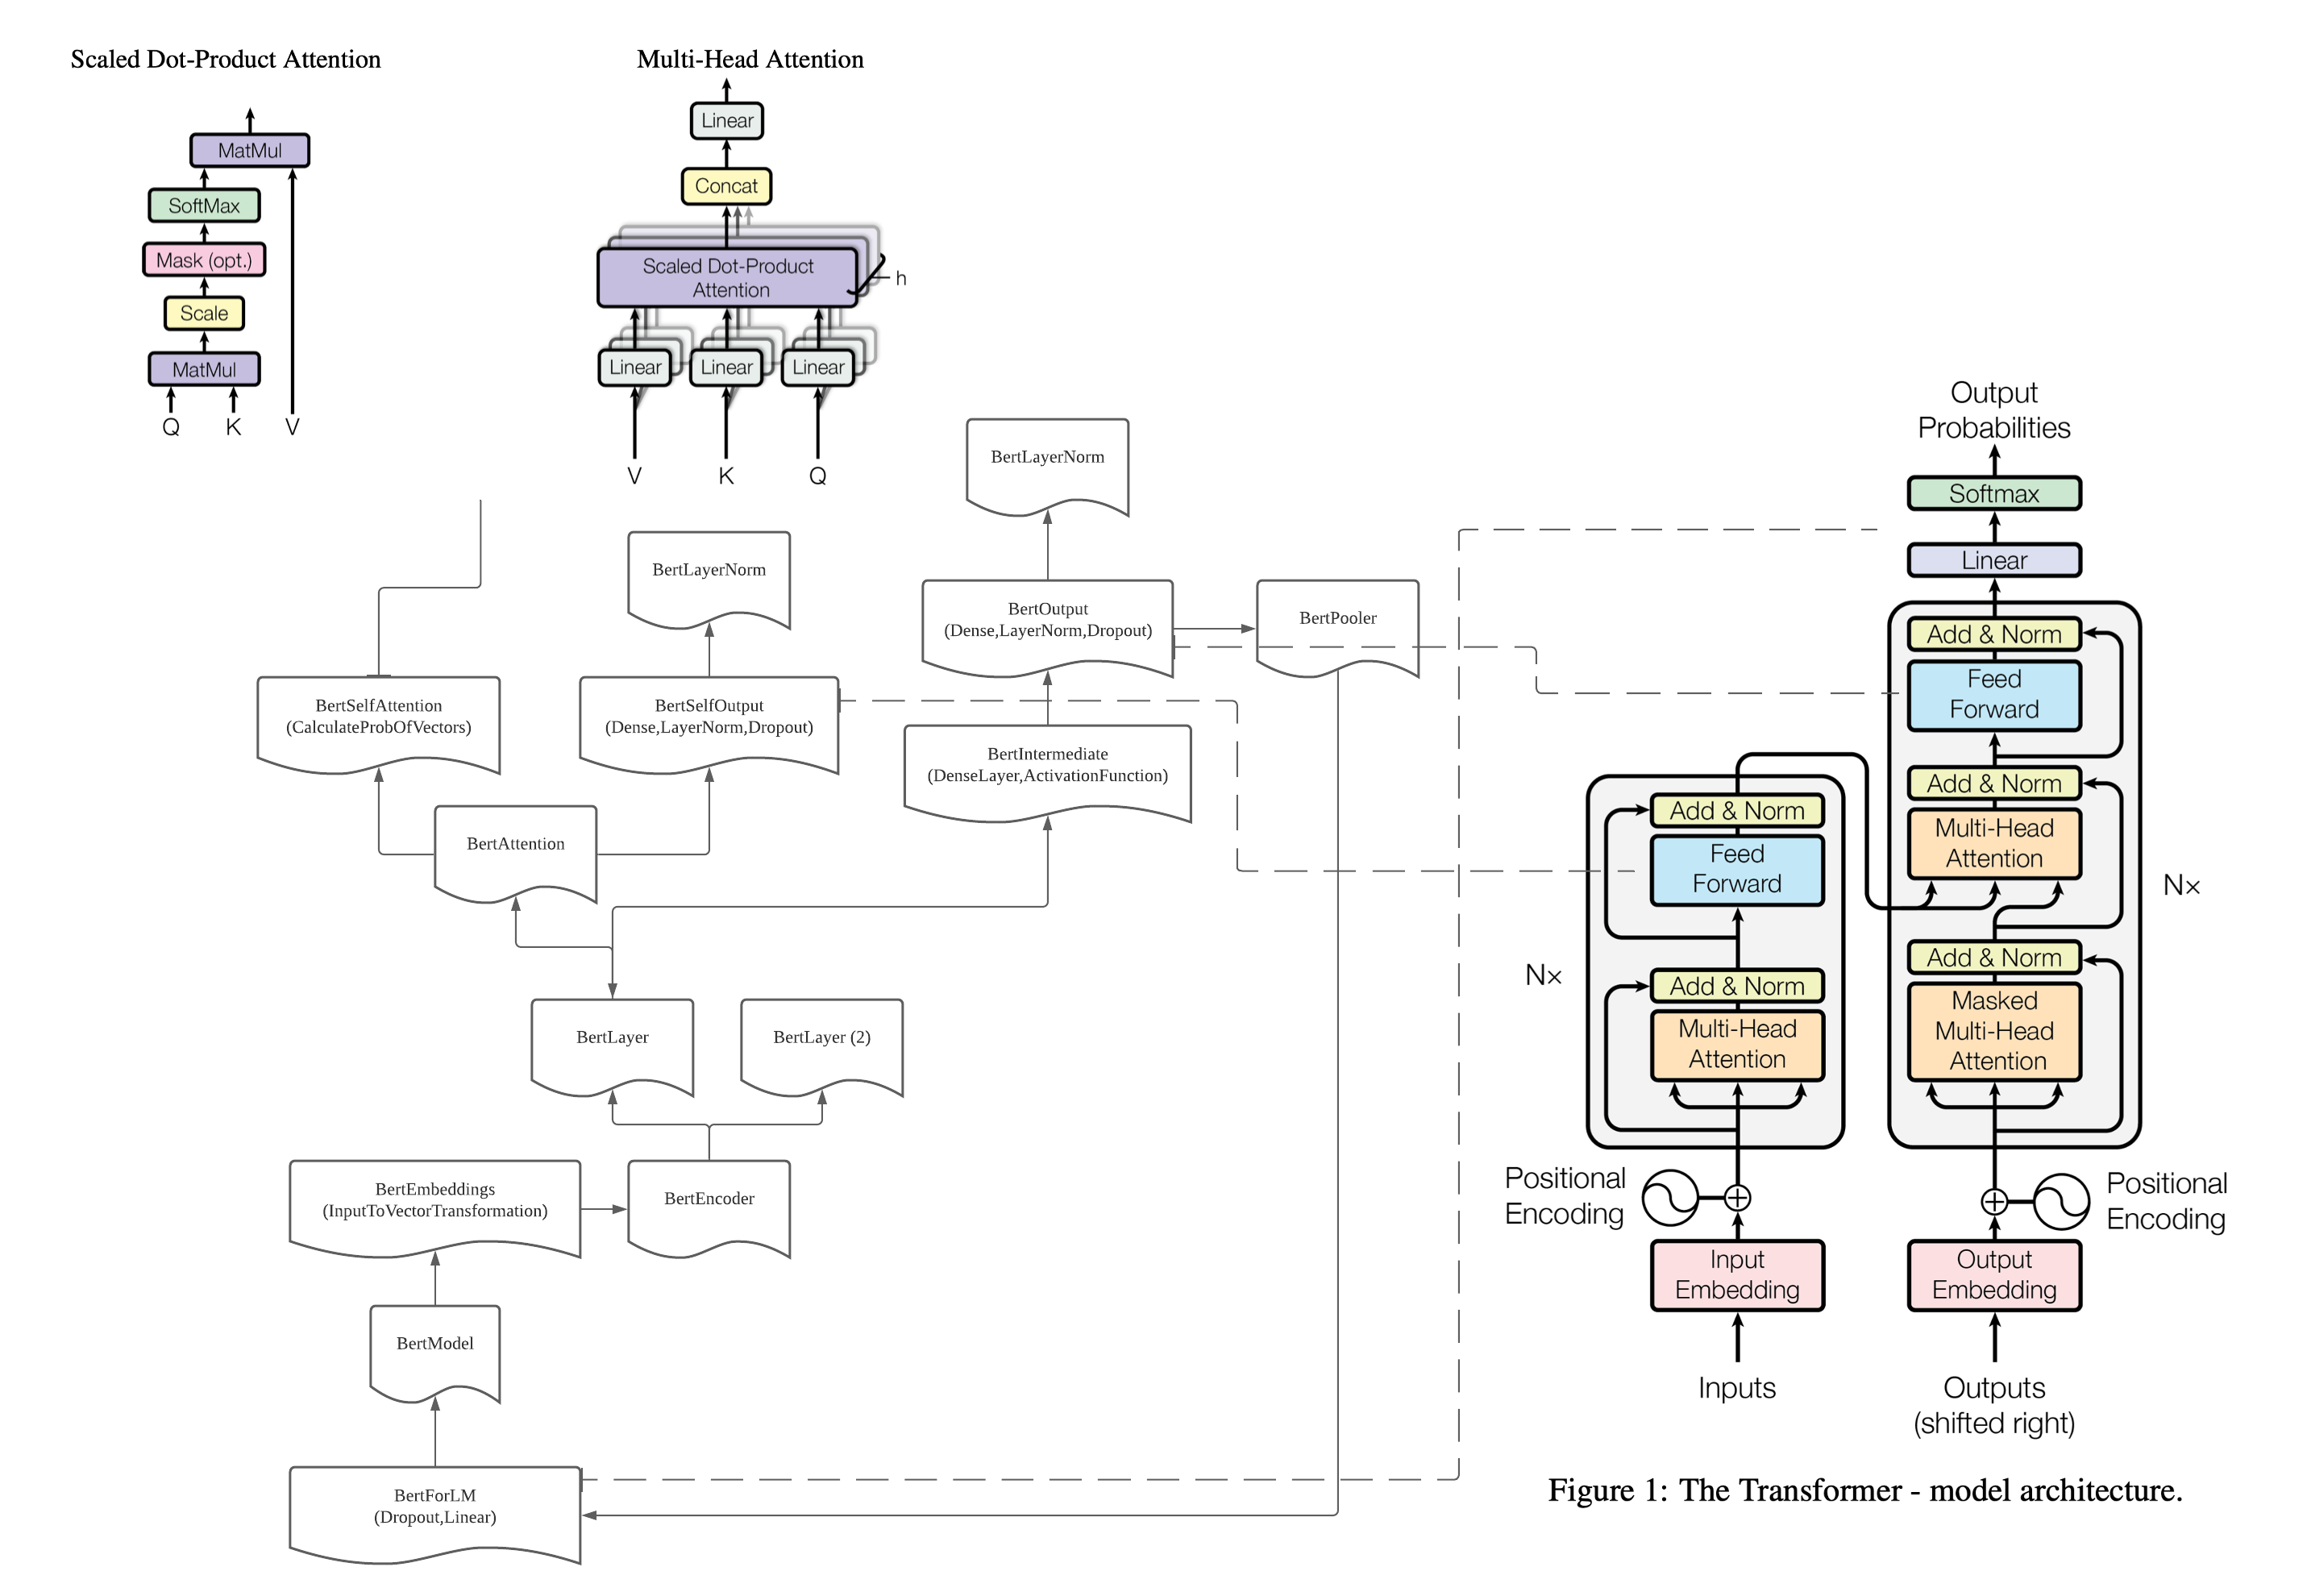 Scaled Dot-Product Attention
MatMul
SoftMax
Mask (opt.)
Scale
MatMul
Q
K
V
Multi-Head Attention
Linear
Concat
Scaled Dot-Product
Attention
h
Linear
Linear
Linear
V
K
Q
BertLayerNorm
BertLayerNorm
BertOutput
(Dense,LayerNorm,Dropout)
BertPooler
BertSelfAttention
(CalculateProbOfVectors)
BertSelfOutput
(Dense,LayerNorm,Dropout)
BertIntermediate
(DenseLayer,ActivationFunction)
BertAttention
BertLayer
BertLayer (2)
BertEmbeddings
(InputToVectorTransformation)
BertEncoder
BertModel
BertForLM
(Dropout,Linear)
Output
Probabilities
Softmax
Linear
Add & Norm
Feed
Forward
Add & Norm
Multi-Head
Attention
N×
Add & Norm
Masked
Multi-Head
Attention
Add & Norm
Feed
Forward
N×
Add & Norm
Multi-Head
Attention
Positional
Encoding
Positional
Encoding
Input
Embedding
Output
Embedding
Inputs
Outputs
(shifted right)
Figure 1: The Transformer - model architecture.